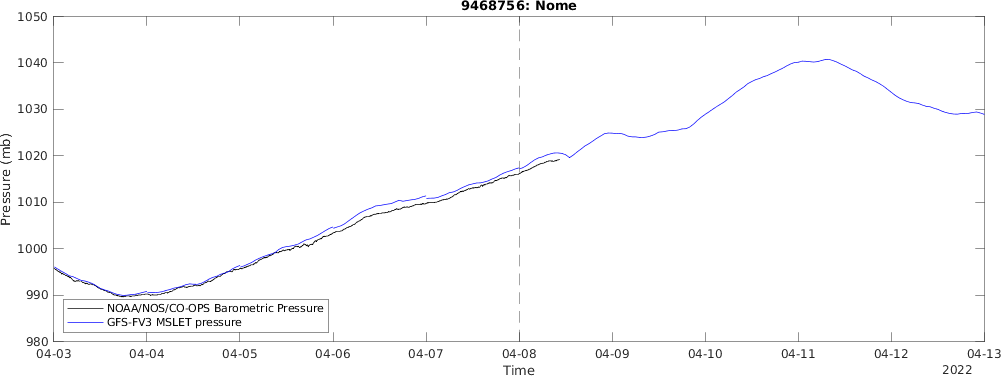 9468756: Nome
1050
1040
1030
1020
1010
1000
990
980
Pressure (mb)
NOAA/NOS/CO-OPS Barometric Pressure
GFS-FV3 MSLET pressure
04-03 04-04 04-05 04-06 04-07 04-08 04-09 04-10 04-11 04-12 04-13
Time
2022